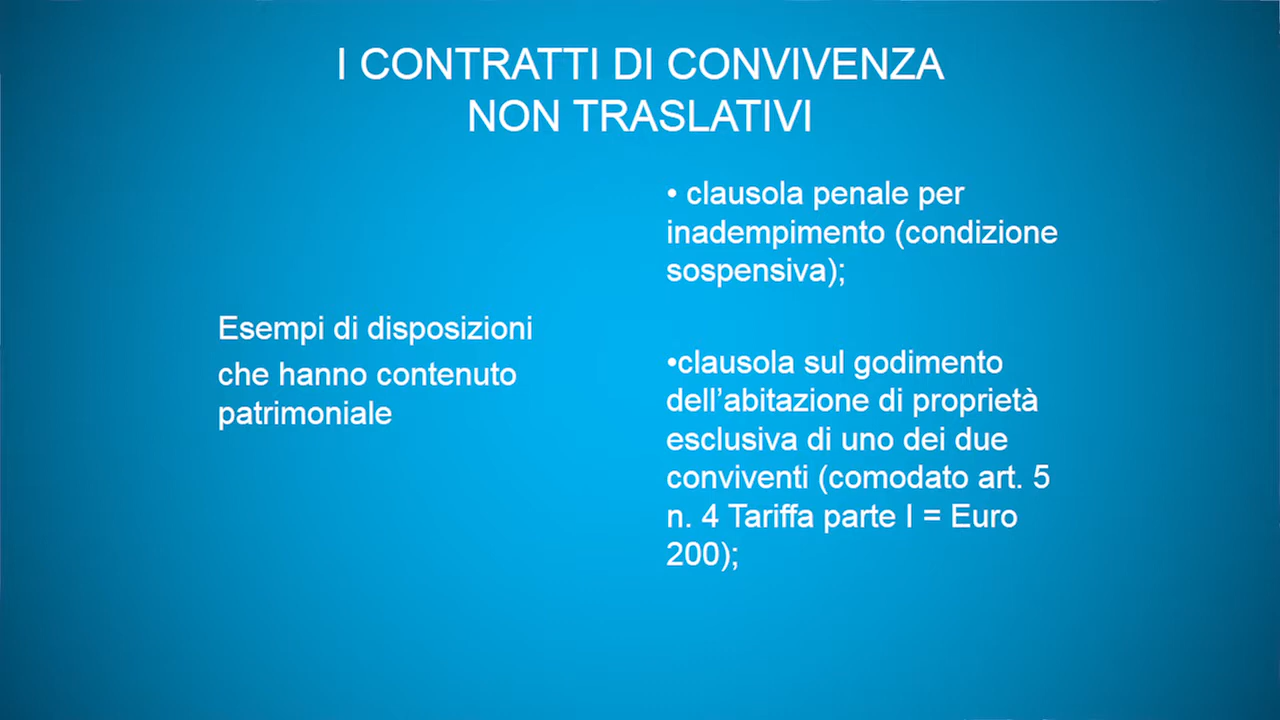 I CONTRATTI DI CONVIVENZA
NON TRASLATIVI
Esempi di disposizioni
che hanno contenuto
patrimoniale
• clausola penale per
inadempimento (condizione
sospensiva);
•clausola sul godimento
dell’abitazione di proprietà
esclusiva di uno dei due
conviventi (comodato art. 5
n. 4 Tariffa parte I = Euro
200);